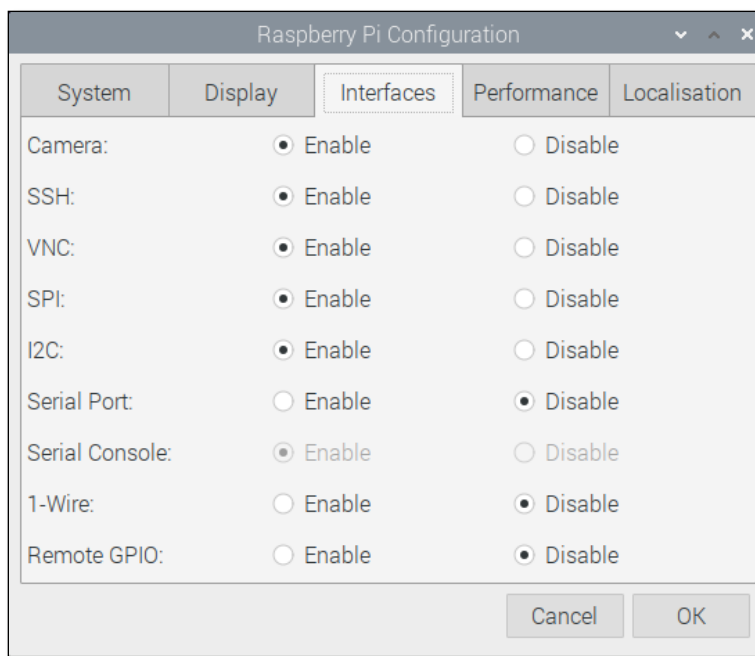 Raspberry Pi Configuration
System Display Interfaces Performance Localisation
Camera: Enable Disable
SSH: Enable Disable
VNC: Enable Disable
SPI: Enable Disable
I2C: Enable Disable
Serial Port: Enable Disable
Serial Console: Enable Disable
1-Wire: Enable Disable
Remote GPIO: Enable Disable
Cancel OK